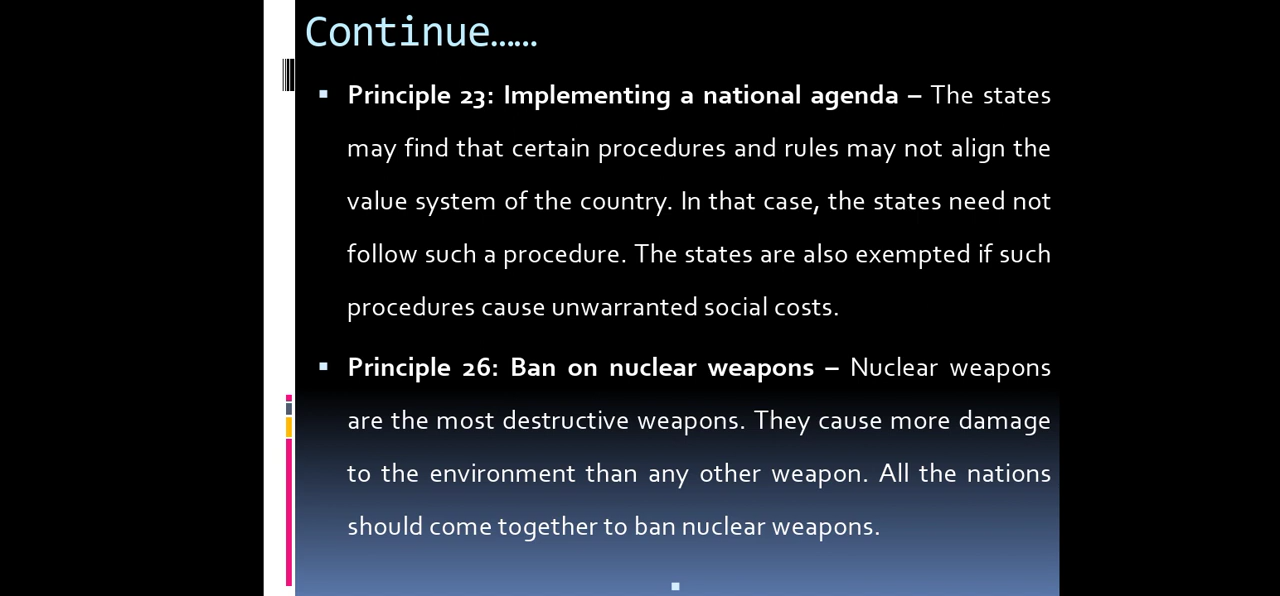 Continue……
▪ Principle 23: Implementing a national agenda – The states
may find that certain procedures and rules may not align the
value system of the country. In that case, the states need not
follow such a procedure. The states are also exempted if such
procedures cause unwarranted social costs.
▪ Principle 26: Ban on nuclear weapons – Nuclear weapons
are the most destructive weapons. They cause more damage
to the environment than any other weapon. All the nations
should come together to ban nuclear weapons.
▪